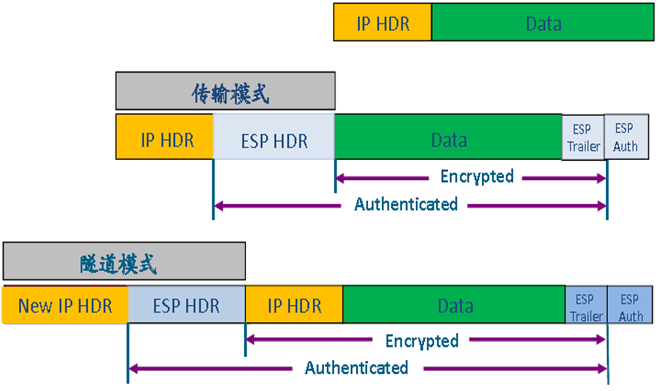 IP HDR Data
传输模式
IP HDR ESP HDR Data ESP Trailer ESP Auth
Encrypted
Authenticated
隧道模式
New IP HDR ESP HDR IP HDR Data ESP Trailer ESP Auth
Encrypted
Authenticated